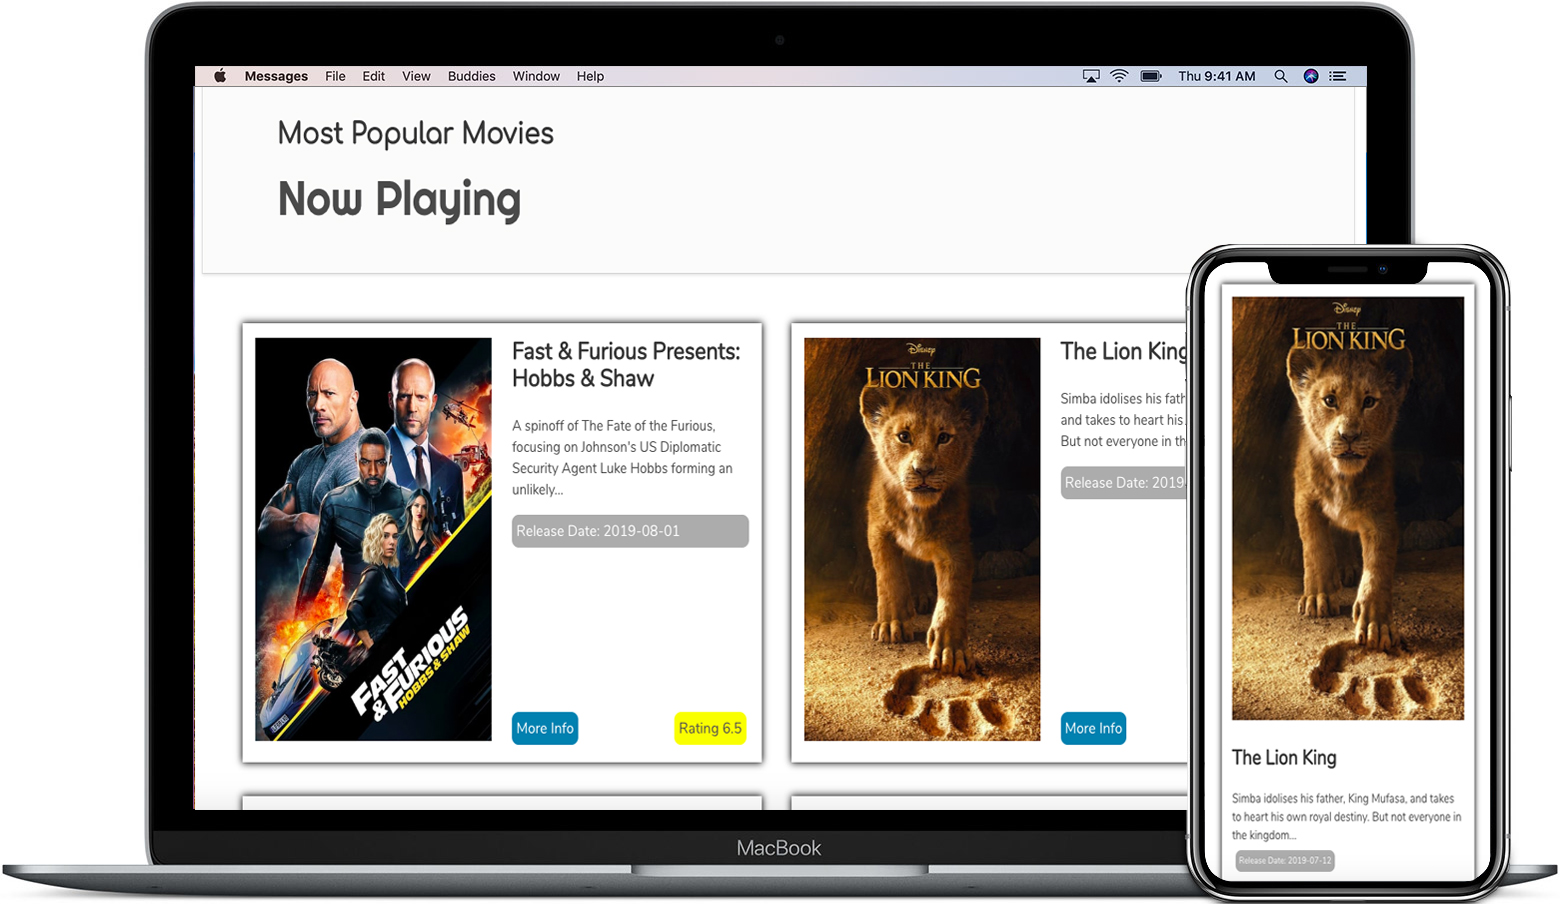 Messages File Edit View Buddies Window Help
Thu 9:41 AM
Most Popular Movies
Now Playing
Fast & Furious Presents:
Hobbs & Shaw
A spinoff of The Fate of the Furious,
focusing on Johnson's US Diplomatic
Security Agent Luke Hobbs forming an
unlikely...
Release Date: 2019-08-01
More Info
Rating 6.5
FAST
& FURIOUS
HOBBS & SHAW
Disney
THE
LION KING
The Lion King
Simba idolises his fath
and takes to heart his
But not everyone in th
Release Date: 2019-
More Info
Disney
THE
LION KING
The Lion King
Simba idolises his father, King Mufasa, and takes
to heart his own royal destiny. But not everyone in
the kingdom...
Release Date: 2019-07-12
MacBook